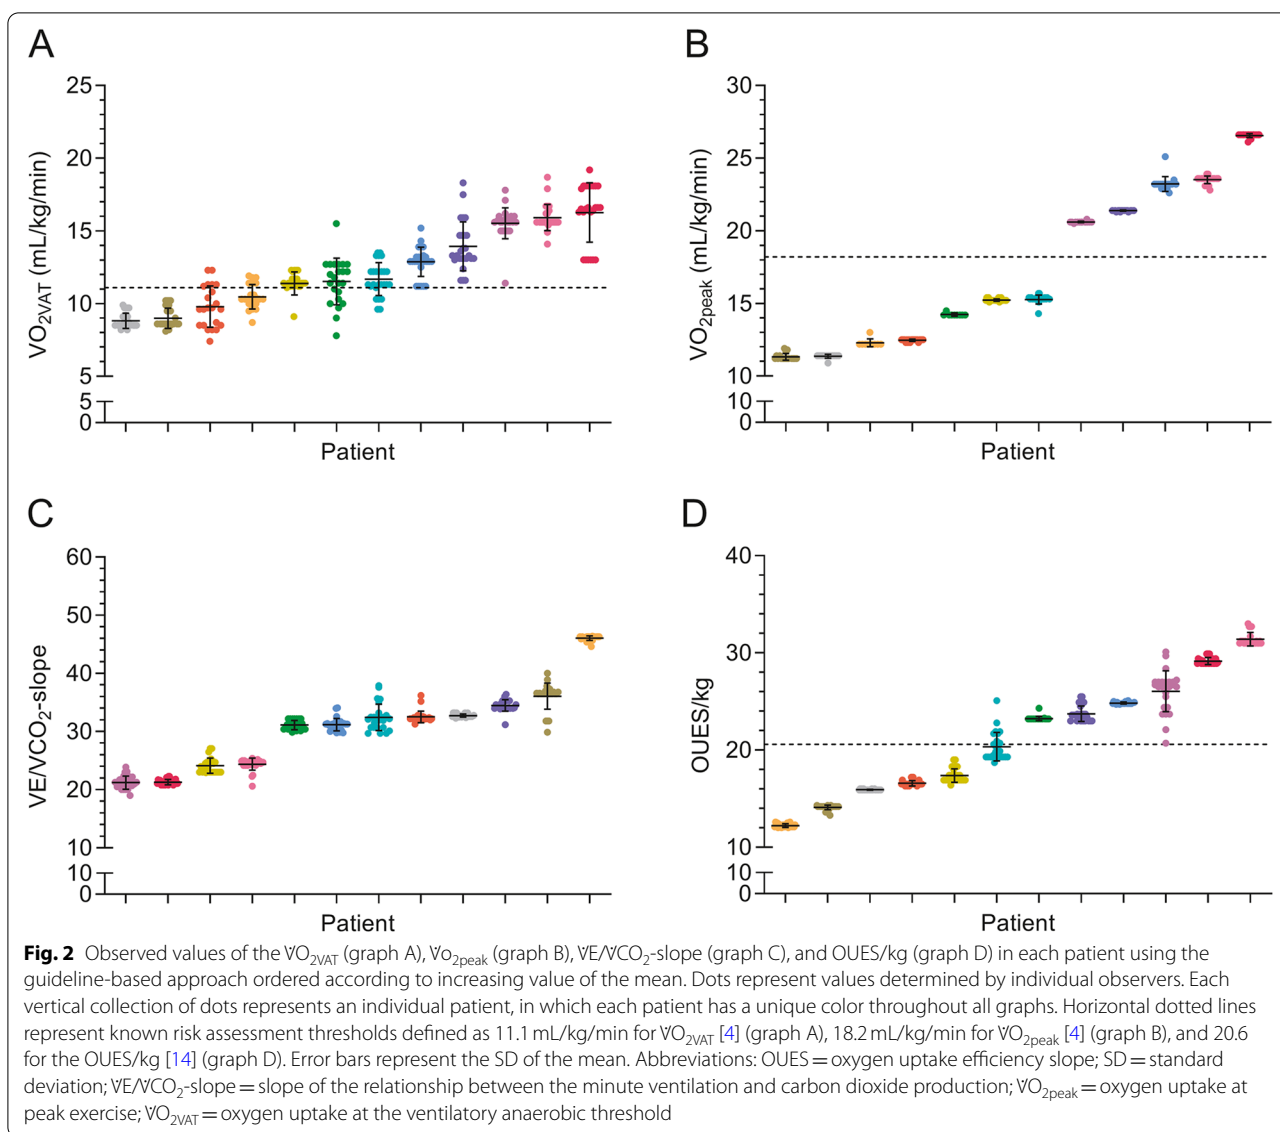 A
VO₂VAT (mL/kg/min)
25
20
15
10
5
5
0
Patient
B
VO₂peak (mL/kg/min)
30
25
20
15
10
10
0
Patient
C
VE/VCO₂-slope
60
50
40
30
20
10
10
0
Patient
D
OUES/kg
40
30
20
10
10
0
Patient
Fig. 2 Observed values of the V̇O₂VAT (graph A), V̇o₂peak (graph B), V̇E/V̇CO₂-slope (graph C), and OUES/kg (graph D) in each patient using the
guideline-based approach ordered according to increasing value of the mean. Dots represent values determined by individual observers. Each
vertical collection of dots represents an individual patient, in which each patient has a unique color throughout all graphs. Horizontal dotted lines
represent known risk assessment thresholds defined as 11.1 mL/kg/min for V̇O₂VAT [4] (graph A), 18.2 mL/kg/min for V̇O₂peak [4] (graph B), and 20.6
for the OUES/kg [14] (graph D). Error bars represent the SD of the mean. Abbreviations: OUES = oxygen uptake efficiency slope; SD = standard
deviation; V̇E/V̇CO₂-slope = slope of the relationship between the minute ventilation and carbon dioxide production; V̇O₂peak = oxygen uptake at
peak exercise; V̇O₂VAT = oxygen uptake at the ventilatory anaerobic threshold